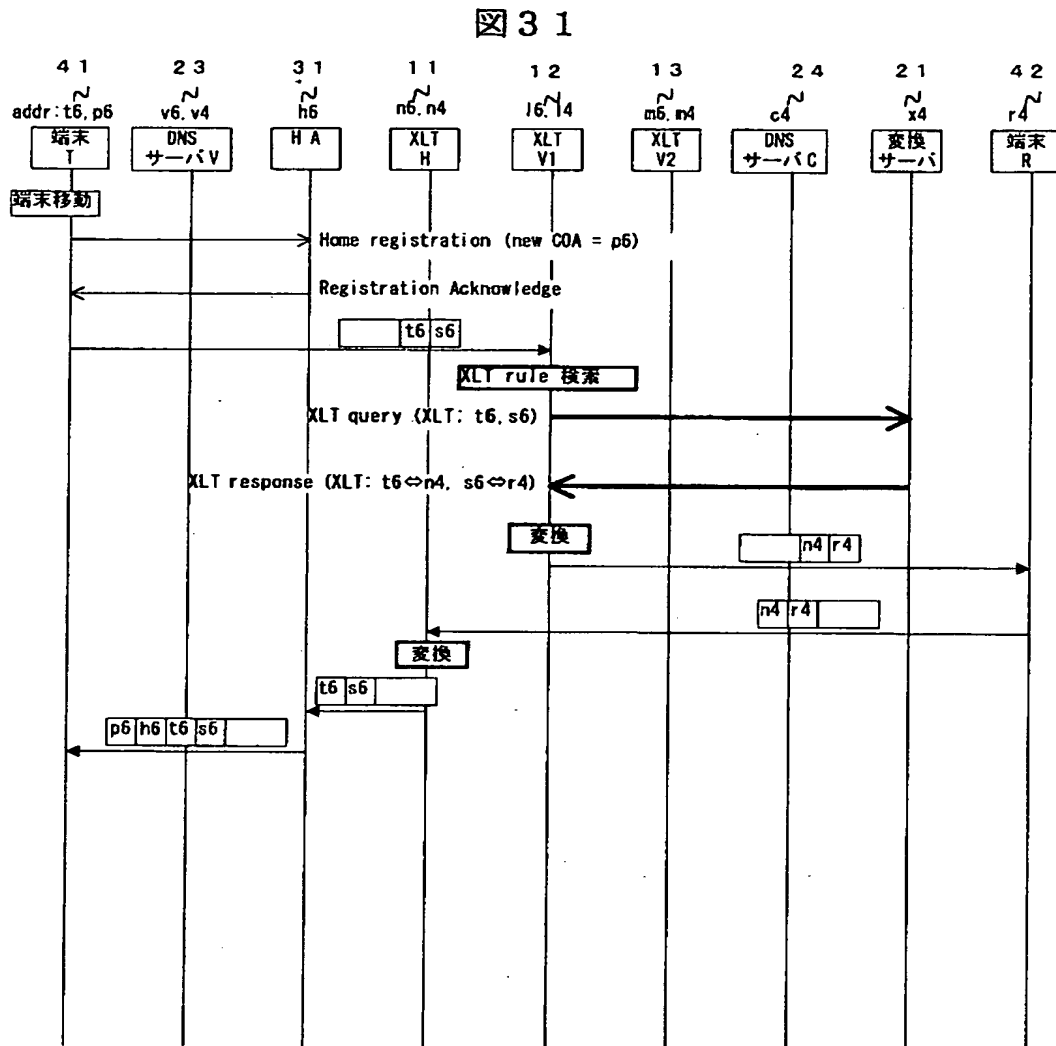 図31
41 23 31 11 12 13 24 21 42
addr:t6,p6 v6,v4 h6 n6,n4 l6,l4 m6,m4 c4 x4 r4
端末 T
DNS サーバV
HA
XLT H
XLT V1
XLT V2
DNS サーバC
変換 サーバ
端末 R
端末移動
Home registration (new COA = p6)
Registration Acknowledge
t6 s6
XLT rule 検索
XLT query (XLT: t6,s6)
XLT response (XLT: t6⇔n4, s6⇔r4)
変換
n4 r4
n4 r4
変換
t6 s6
p6 h6 t6 s6